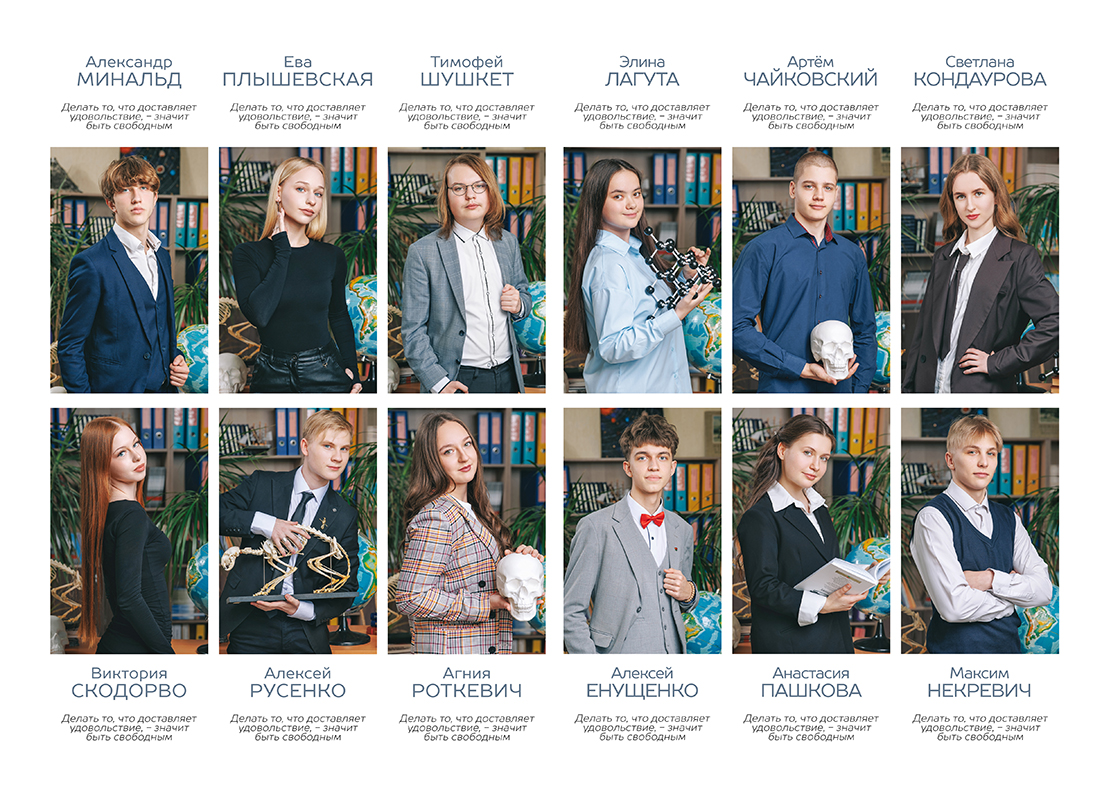 Александр
МИНАЛЬД
Делать то, что доставляет
удовольствие, – значит
быть свободным
Ева
ПЛЫШЕВСКАЯ
Делать то, что доставляет
удовольствие, – значит
быть свободным
Тимофей
ШУШКЕТ
Делать то, что доставляет
удовольствие, – значит
быть свободным
Элина
ЛАГУТА
Делать то, что доставляет
удовольствие, – значит
быть свободным
Артём
ЧАЙКОВСКИЙ
Делать то, что доставляет
удовольствие, – значит
быть свободным
Светлана
КОНДАУРОВА
Делать то, что доставляет
удовольствие, – значит
быть свободным
Виктория
СКОДОРВО
Делать то, что доставляет
удовольствие, – значит
быть свободным
Алексей
РУСЕНКО
Делать то, что доставляет
удовольствие, – значит
быть свободным
Агния
РОТКЕВИЧ
Делать то, что доставляет
удовольствие, – значит
быть свободным
Алексей
ЕНУЩЕНКО
Делать то, что доставляет
удовольствие, – значит
быть свободным
Анастасия
ПАШКОВА
Делать то, что доставляет
удовольствие, – значит
быть свободным
Максим
НЕКРЕВИЧ
Делать то, что доставляет
удовольствие, – значит
быть свободным